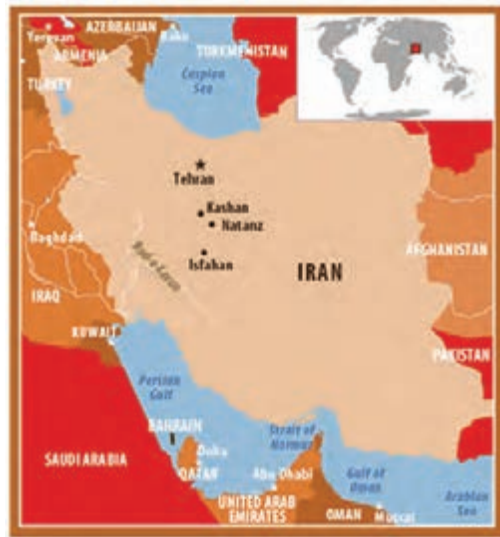 AZERBAIJAN
Yerevan
Baku
ARMENIA
TURKMENISTAN
TURKEY
Caspian
Sea
Tehran
Kashan
Natanz
Isfahan
Baghdad
IRAN
AFGHANISTAN
IRAQ
KUWAIT
PAKISTAN
Persian
Gulf
BAHRAIN
Strait of
Hormuz
Doha
SAUDI ARABIA
QATAR
Abu Dhabi
Gulf of
Oman
UNITED ARAB
EMIRATES
OMAN
Muscat
Arabian
Sea